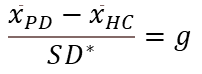 (x̄_PD − x̄_HC) / SD* = g